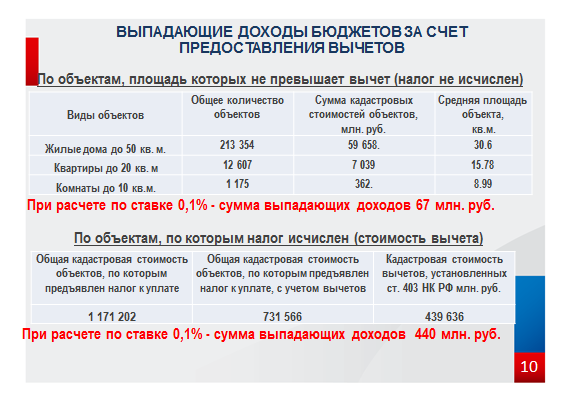 ВЫПАДАЮЩИЕ ДОХОДЫ БЮДЖЕТОВ ЗА СЧЕТ
ПРЕДОСТАВЛЕНИЯ ВЫЧЕТОВ
По объектам, площадь которых не превышает вычет (налог не исчислен)
Виды объектов
Общее количество
объектов
Сумма кадастровых
стоимостей объектов,
млн. руб.
Средняя площадь
объекта,
кв.м.
Жилые дома до 50 кв. м.
213 354
59 658.
30.6
Квартиры до 20 кв. м
12 607
7 039
15.78
Комнаты до 10 кв.м.
1 175
362.
8.99
При расчете по ставке 0,1% - сумма выпадающих доходов 67 млн. руб.
По объектам, по которым налог исчислен (стоимость вычета)
Общая кадастровая стоимость
объектов, по которым
предъявлен налог к уплате
Общая кадастровая стоимость
объектов, по которым предъявлен
налог к уплате, с учетом вычетов
Кадастровая стоимость
вычетов, установленных
ст. 403 НК РФ млн. руб.
1 171 202
731 566
439 636
При расчете по ставке 0,1% - сумма выпадающих доходов 440 млн. руб.
10